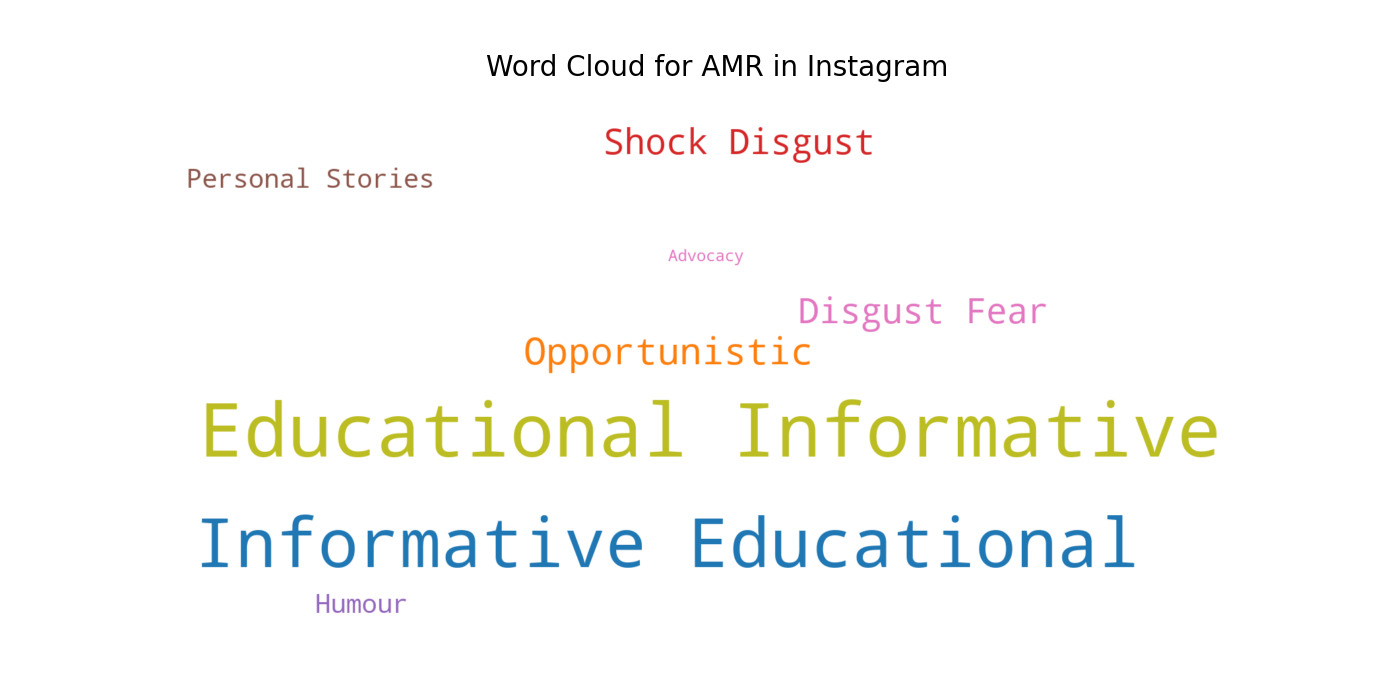 Word Cloud for AMR in Instagram
Shock Disgust
Personal Stories
Advocacy
Disgust Fear
Opportunistic
Educational Informative
Informative Educational
Humour